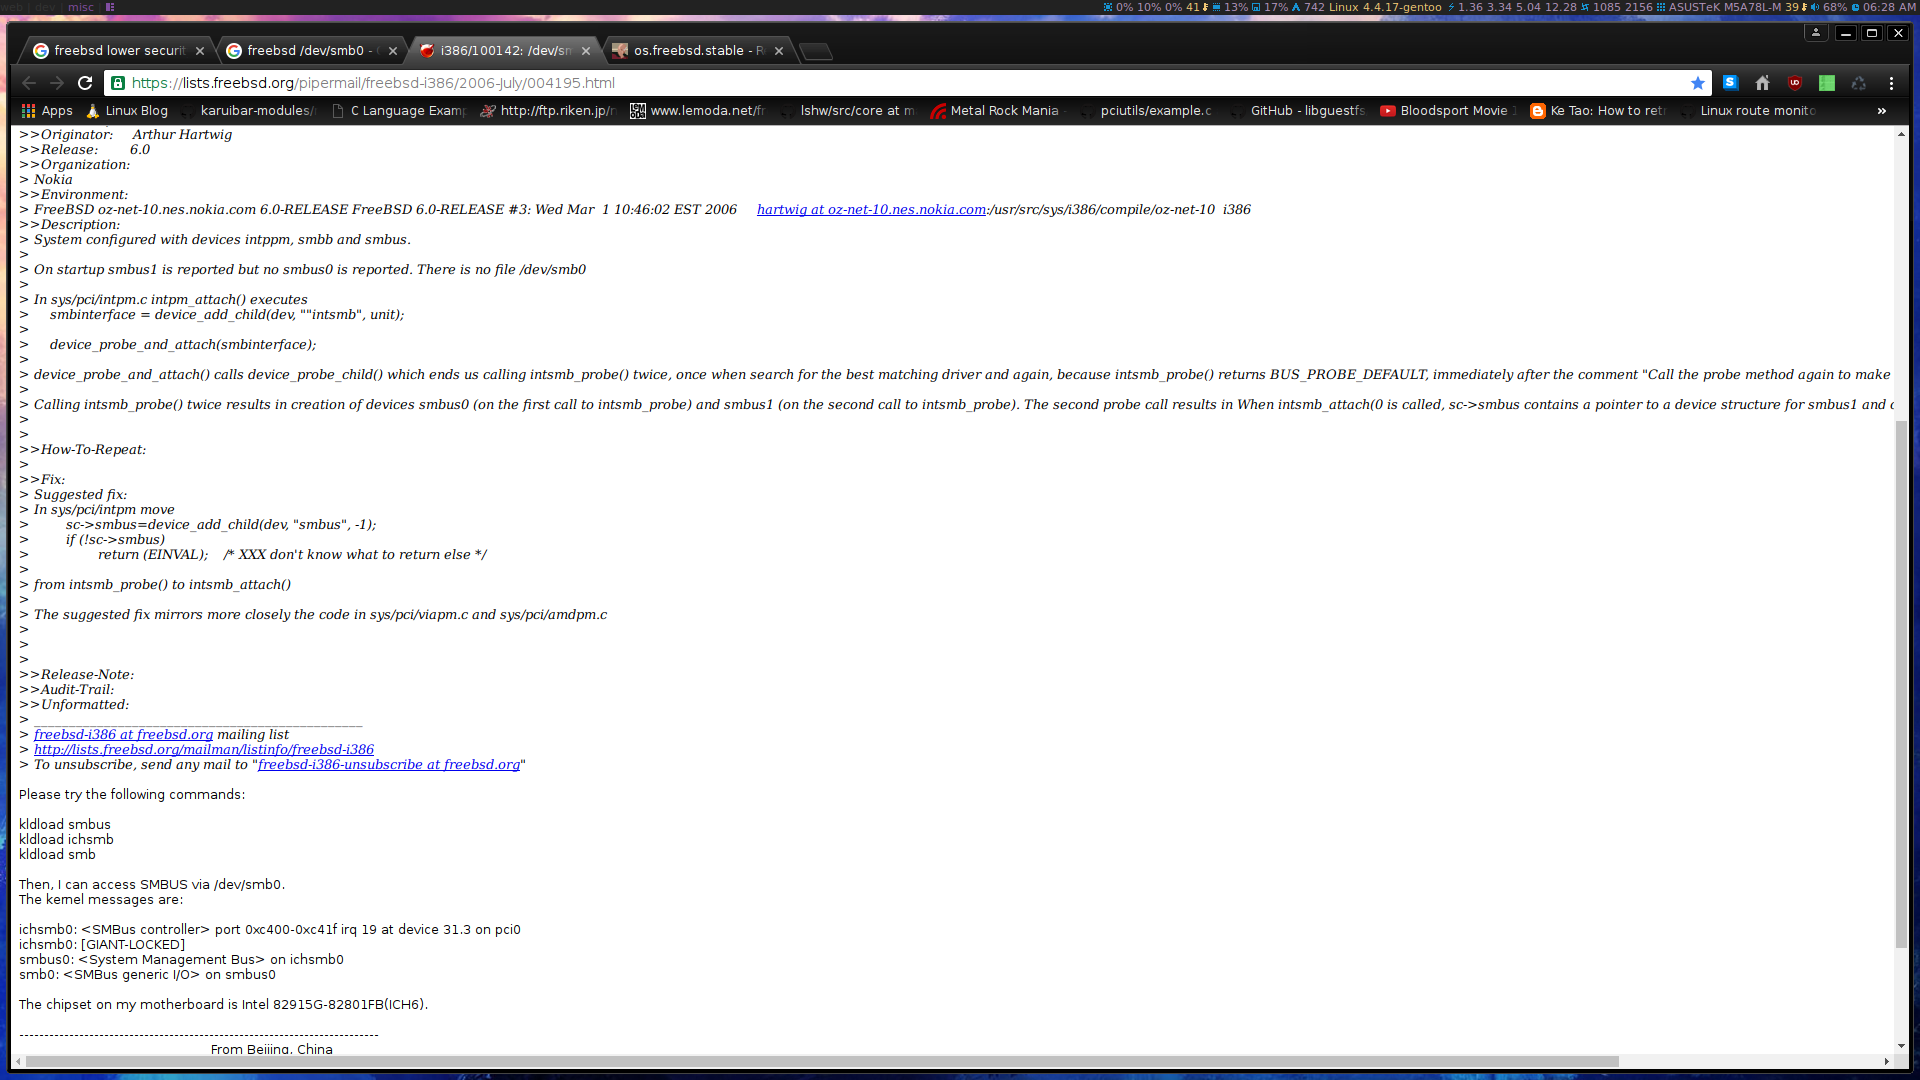 web | dev | misc |
0% 10% 0% 41 13% 17% 742 Linux 4.4.17-gentoo 1.36 3.34 5.04 12.28 1085 2156 ASUSTeK M5A78L-M 39 68% 06:28 AM
freebsd lower securit
freebsd /dev/smb0 -
i386/100142: /dev/sm
os.freebsd.stable - R
https://lists.freebsd.org/pipermail/freebsd-i386/2006-July/004195.html
Apps Linux Blog karuibar-modules/ C Language Exam http://ftp.riken.jp/ www.lemoda.net/fr lshw/src/core at m Metal Rock Mania - pciutils/example.c GitHub - libguestfs Bloodsport Movie Ke Tao: How to retr Linux route monito »
>>Originator: Arthur Hartwig
>>Release: 6.0
>>Organization:
> Nokia
>>Environment:
> FreeBSD oz-net-10.nes.nokia.com 6.0-RELEASE FreeBSD 6.0-RELEASE #3: Wed Mar 1 10:46:02 EST 2006 hartwig at oz-net-10.nes.nokia.com:/usr/src/sys/i386/compile/oz-net-10 i386
>>Description:
> System configured with devices intppm, smbb and smbus.
>
> On startup smbus1 is reported but no smbus0 is reported. There is no file /dev/smb0
>
> In sys/pci/intpm.c intpm_attach() executes
> smbinterface = device_add_child(dev, ""intsmb", unit);
>
> device_probe_and_attach(smbinterface);
>
> device_probe_and_attach() calls device_probe_child() which ends us calling intsmb_probe() twice, once when search for the best matching driver and again, because intsmb_probe() returns BUS_PROBE_DEFAULT, immediately after the comment "Call the probe method again to make
>
> Calling intsmb_probe() twice results in creation of devices smbus0 (on the first call to intsmb_probe) and smbus1 (on the second call to intsmb_probe). The second probe call results in When intsmb_attach(0 is called, sc->smbus contains a pointer to a device structure for smbus1 and
>
>
>>How-To-Repeat:
>
>>Fix:
> Suggested fix:
> In sys/pci/intpm move
> sc->smbus=device_add_child(dev, "smbus", -1);
> if (!sc->smbus)
> return (EINVAL); /* XXX don't know what to return else */
>
> from intsmb_probe() to intsmb_attach()
>
> The suggested fix mirrors more closely the code in sys/pci/viapm.c and sys/pci/amdpm.c
>
>
>
>>Release-Note:
>>Audit-Trail:
>>Unformatted:
> _______________________________________________
> freebsd-i386 at freebsd.org mailing list
> http://lists.freebsd.org/mailman/listinfo/freebsd-i386
> To unsubscribe, send any mail to "freebsd-i386-unsubscribe at freebsd.org"
Please try the following commands:
kldload smbus
kldload ichsmb
kldload smb
Then, I can access SMBUS via /dev/smb0.
The kernel messages are:
ichsmb0: <SMBus controller> port 0xc400-0xc41f irq 19 at device 31.3 on pci0
ichsmb0: [GIANT-LOCKED]
smbus0: <System Management Bus> on ichsmb0
smb0: <SMBus generic I/O> on smbus0
The chipset on my motherboard is Intel 82915G-82801FB(ICH6).
------------------------------------------------------------------------
From Beijing, China